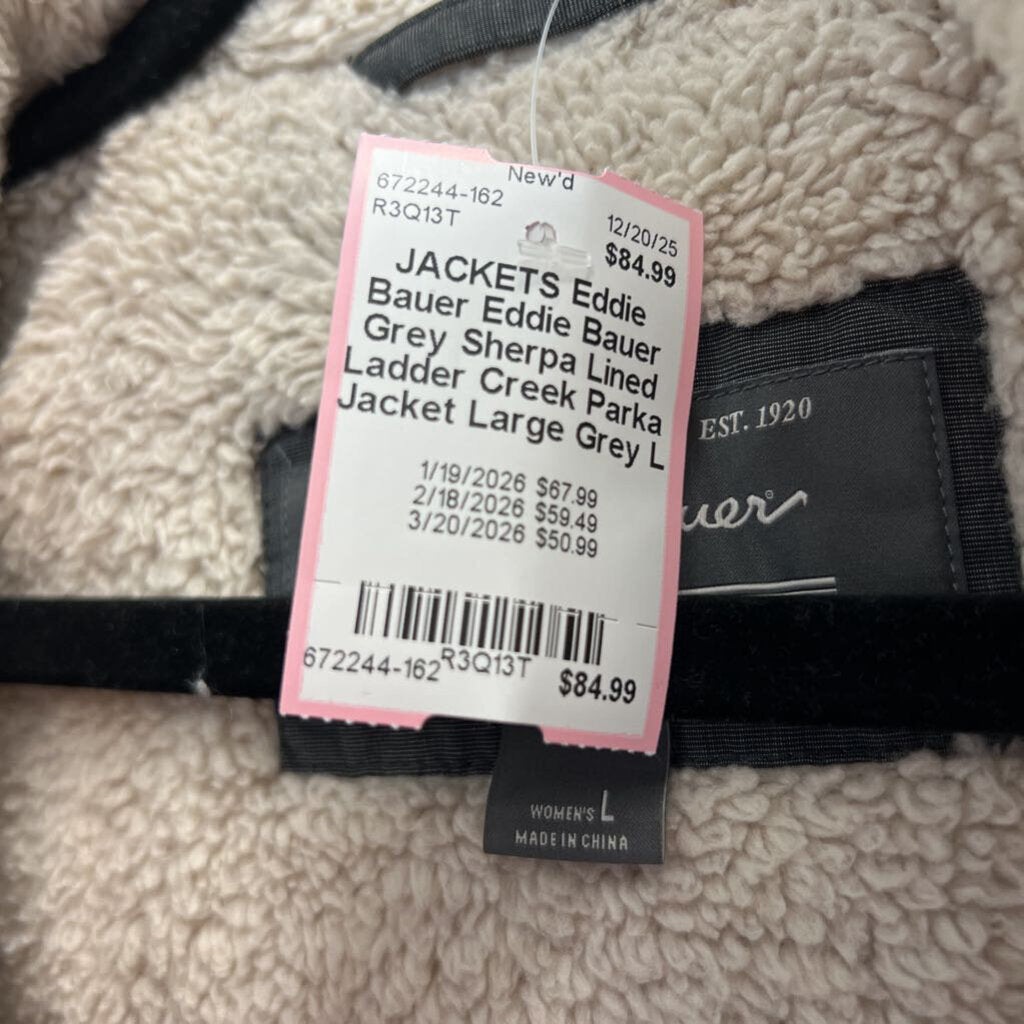 New'd
672244-162
R3Q13T
12/20/25
$84.99
JACKETS Eddie
Bauer Eddie Bauer
Grey Sherpa Lined
Ladder Creek Parka
Jacket Large Grey L
1/19/2026 $67.99
2/18/2026 $59.49
3/20/2026 $50.99
672244-162 R3Q13T $84.99
EST. 1920
WOMEN'S L
MADE IN CHINA